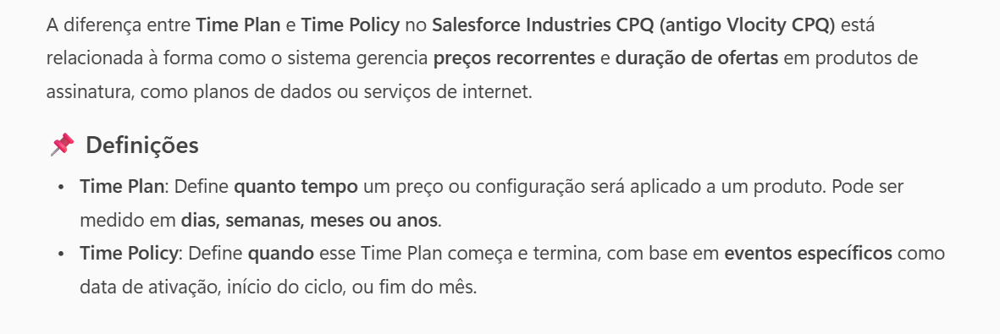 A diferença entre Time Plan e Time Policy no Salesforce Industries CPQ (antigo Vlocity CPQ) está
relacionada à forma como o sistema gerencia preços recorrentes e duração de ofertas em produtos de
assinatura, como planos de dados ou serviços de internet.
📌 Definições
• Time Plan: Define quanto tempo um preço ou configuração será aplicado a um produto. Pode ser
medido em dias, semanas, meses ou anos.
• Time Policy: Define quando esse Time Plan começa e termina, com base em eventos específicos como
data de ativação, início do ciclo, ou fim do mês.